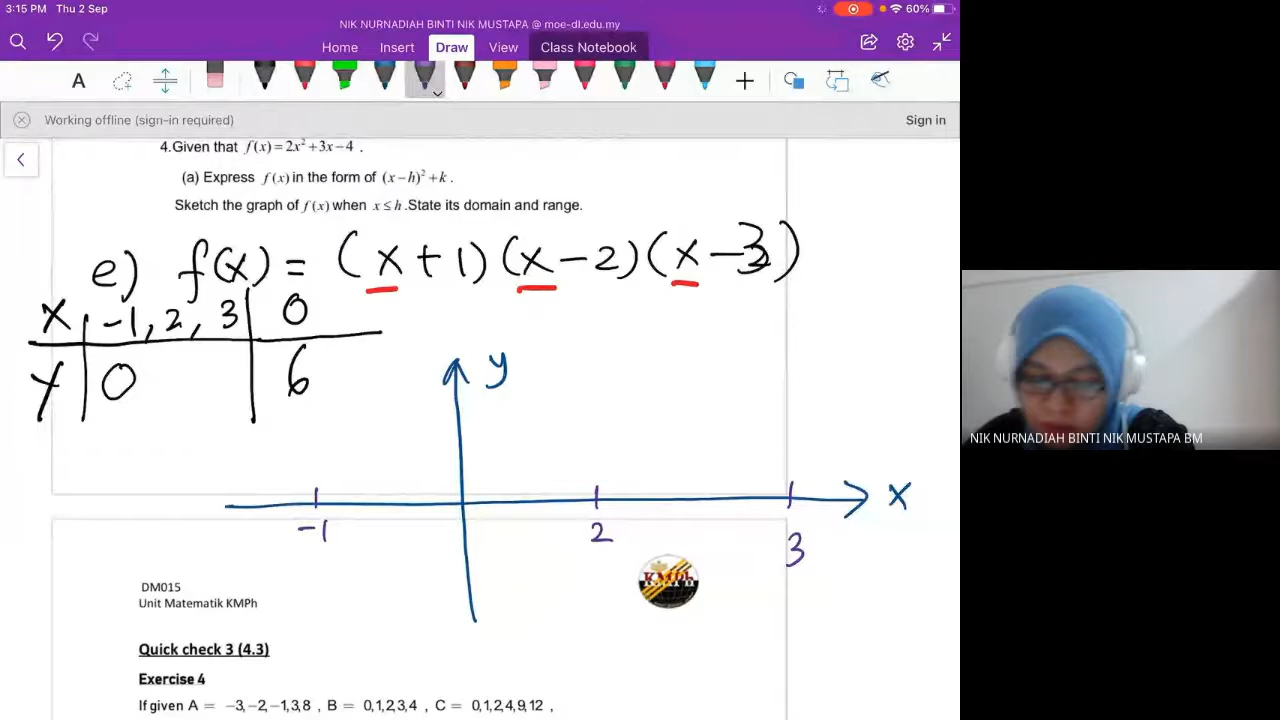 3:15 PM Thu 2 Sep
60%
NIK NURNADIAH BINTI NIK MUSTAPA @ moe-dl.edu.my
Home Insert Draw View Class Notebook
A
Working offline (sign-in required) Sign in
4.Given that f(x)=2x²+3x−4 .
(a) Express f(x) in the form of (x−h)²+k .
Sketch the graph of f(x) when x≤h .State its domain and range.
e) f(x) = (x+1)(x-2)(x-3)
x -1, 2, 3 0
y 0 6
y
x
-1 2 3
KMPh
DM015
Unit Matematik KMPh
Quick check 3 (4.3)
Exercise 4
If given A = −3,−2,−1,3,8 , B = 0,1,2,3,4 , C = 0,1,2,4,9,12 ,
NIK NURNADIAH BINTI NIK MUSTAPA BM